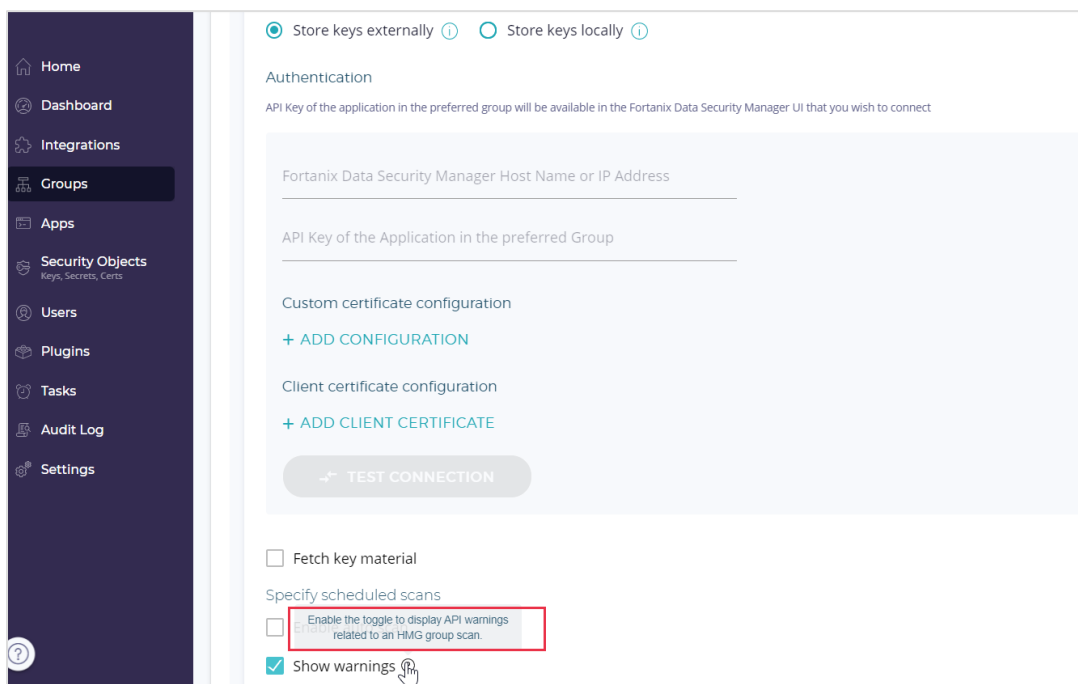 Store keys externally
Store keys locally
Home
Authentication
Dashboard
API Key of the application in the preferred group will be available in the Fortanix Data Security Manager UI that you wish to connect
Integrations
Groups
Fortanix Data Security Manager Host Name or IP Address
Apps
API Key of the Application in the preferred Group
Security Objects
Keys, Secrets, Certs
Users
Custom certificate configuration
+ ADD CONFIGURATION
Plugins
Client certificate configuration
Tasks
+ ADD CLIENT CERTIFICATE
Audit Log
Settings
TEST CONNECTION
Fetch key material
Specify scheduled scans
Enable the toggle to display API warnings
related to an HMG group scan.
Show warnings
?